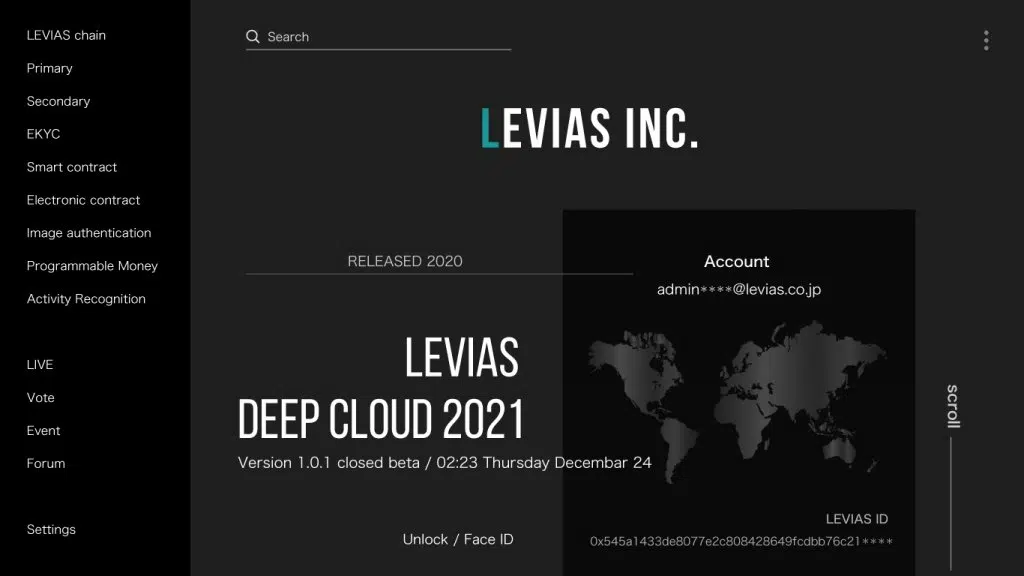 LEVIAS chain
Primary
Secondary
EKYC
Smart contract
Electronic contract
Image authentication
Programmable Money
Activity Recognition
LIVE
Vote
Event
Forum
Settings
Search
LEVIAS INC.
RELEASED 2020
LEVIAS
DEEP CLOUD 2021
Version 1.0.1 closed beta / 02:23 Thursday Decembar 24
Unlock / Face ID
Account
admin****@levias.co.jp
LEVIAS ID
0x545a1433de8077e2c808428649fcdbb76c21****
scroll